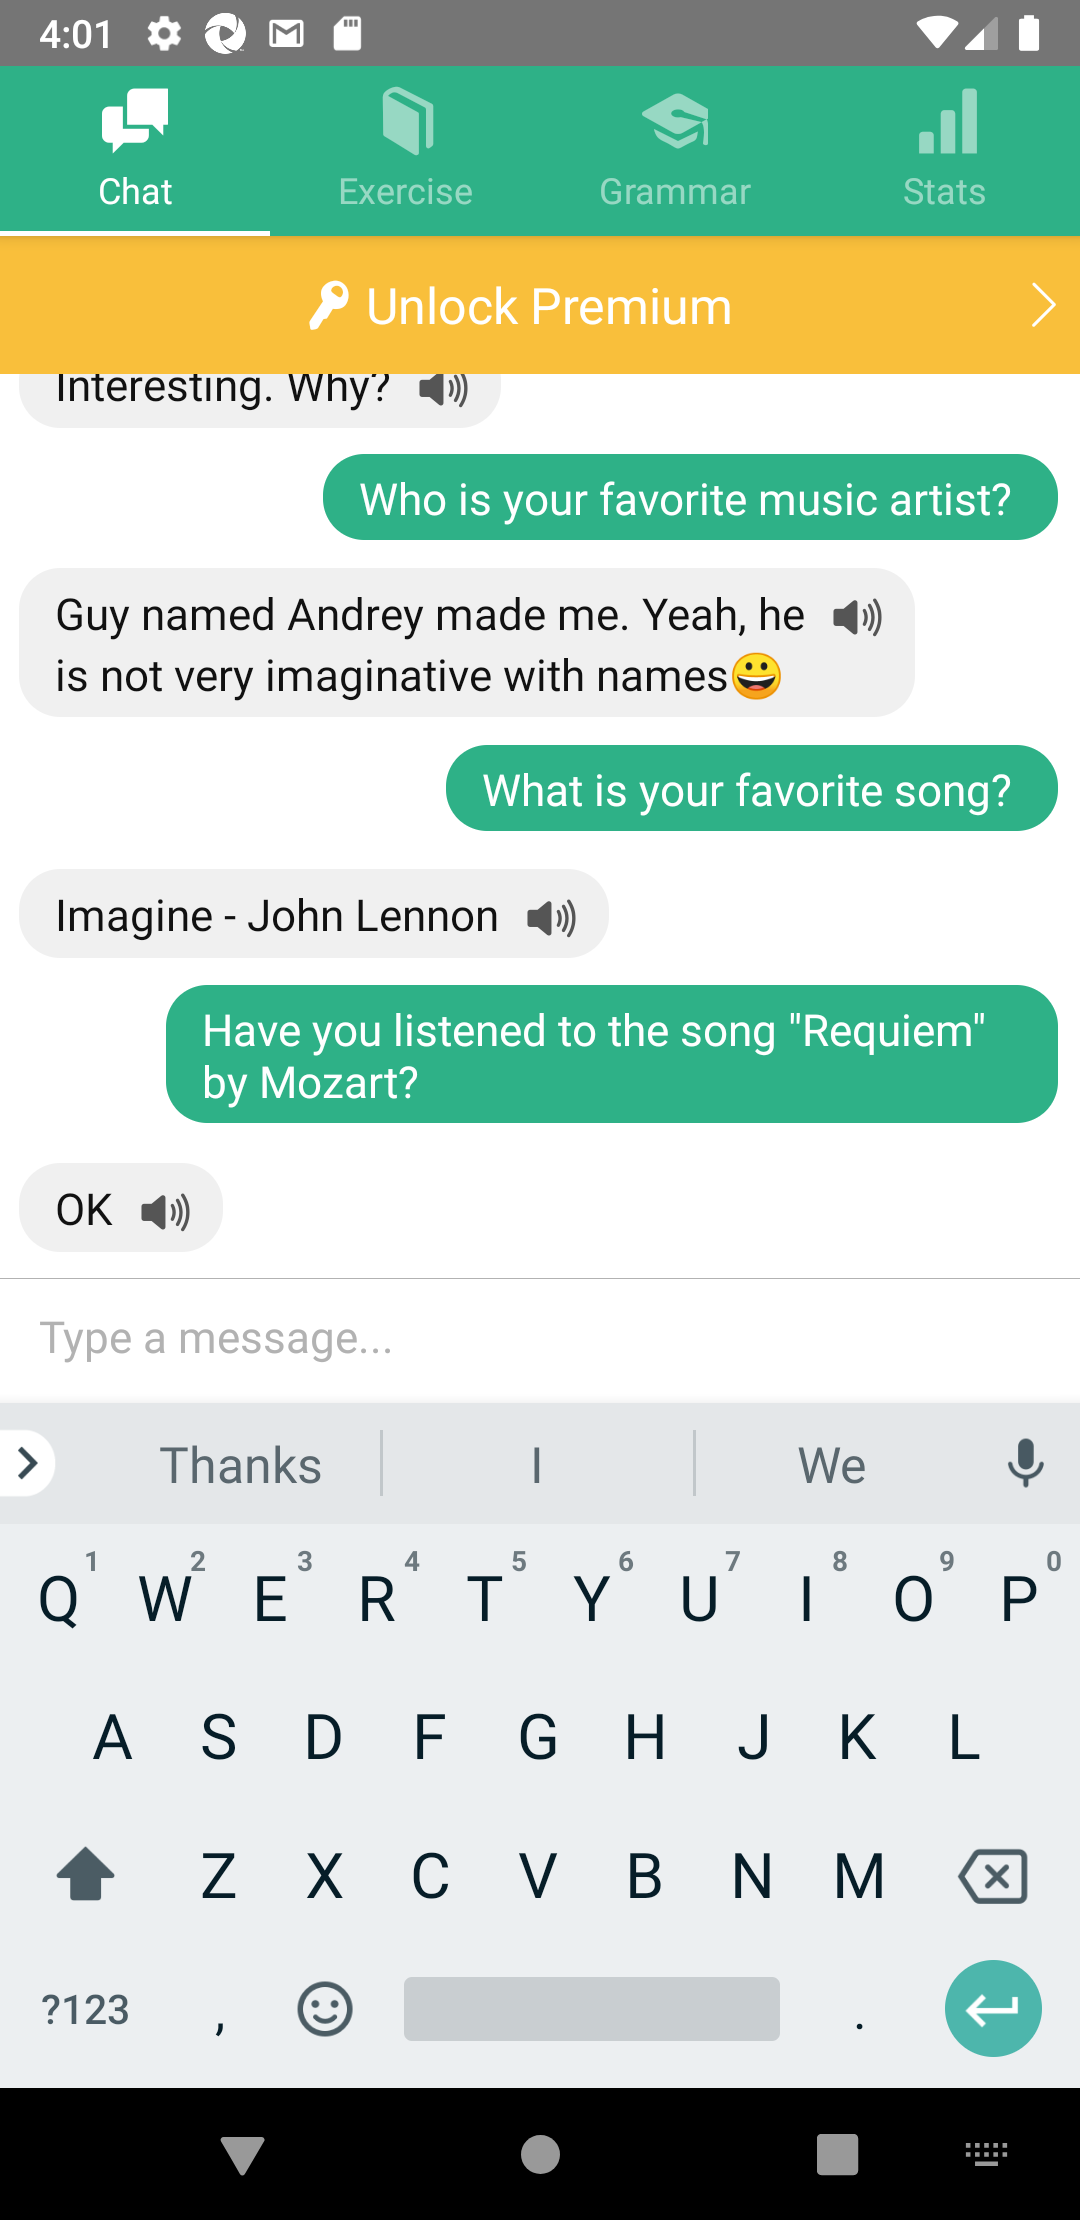 4:01
Chat
Exercise
Grammar
Stats
Unlock Premium
Interesting. Why?
Who is your favorite music artist?
Guy named Andrey made me. Yeah, he
is not very imaginative with names😀
What is your favorite song?
Imagine - John Lennon
Have you listened to the song "Requiem"
by Mozart?
OK
Type a message...
Thanks I We
1 2 3 4 5 6 7 8 9 0
Q W E R T Y U I O P
A S D F G H J K L
Z X C V B N M
?123 , .